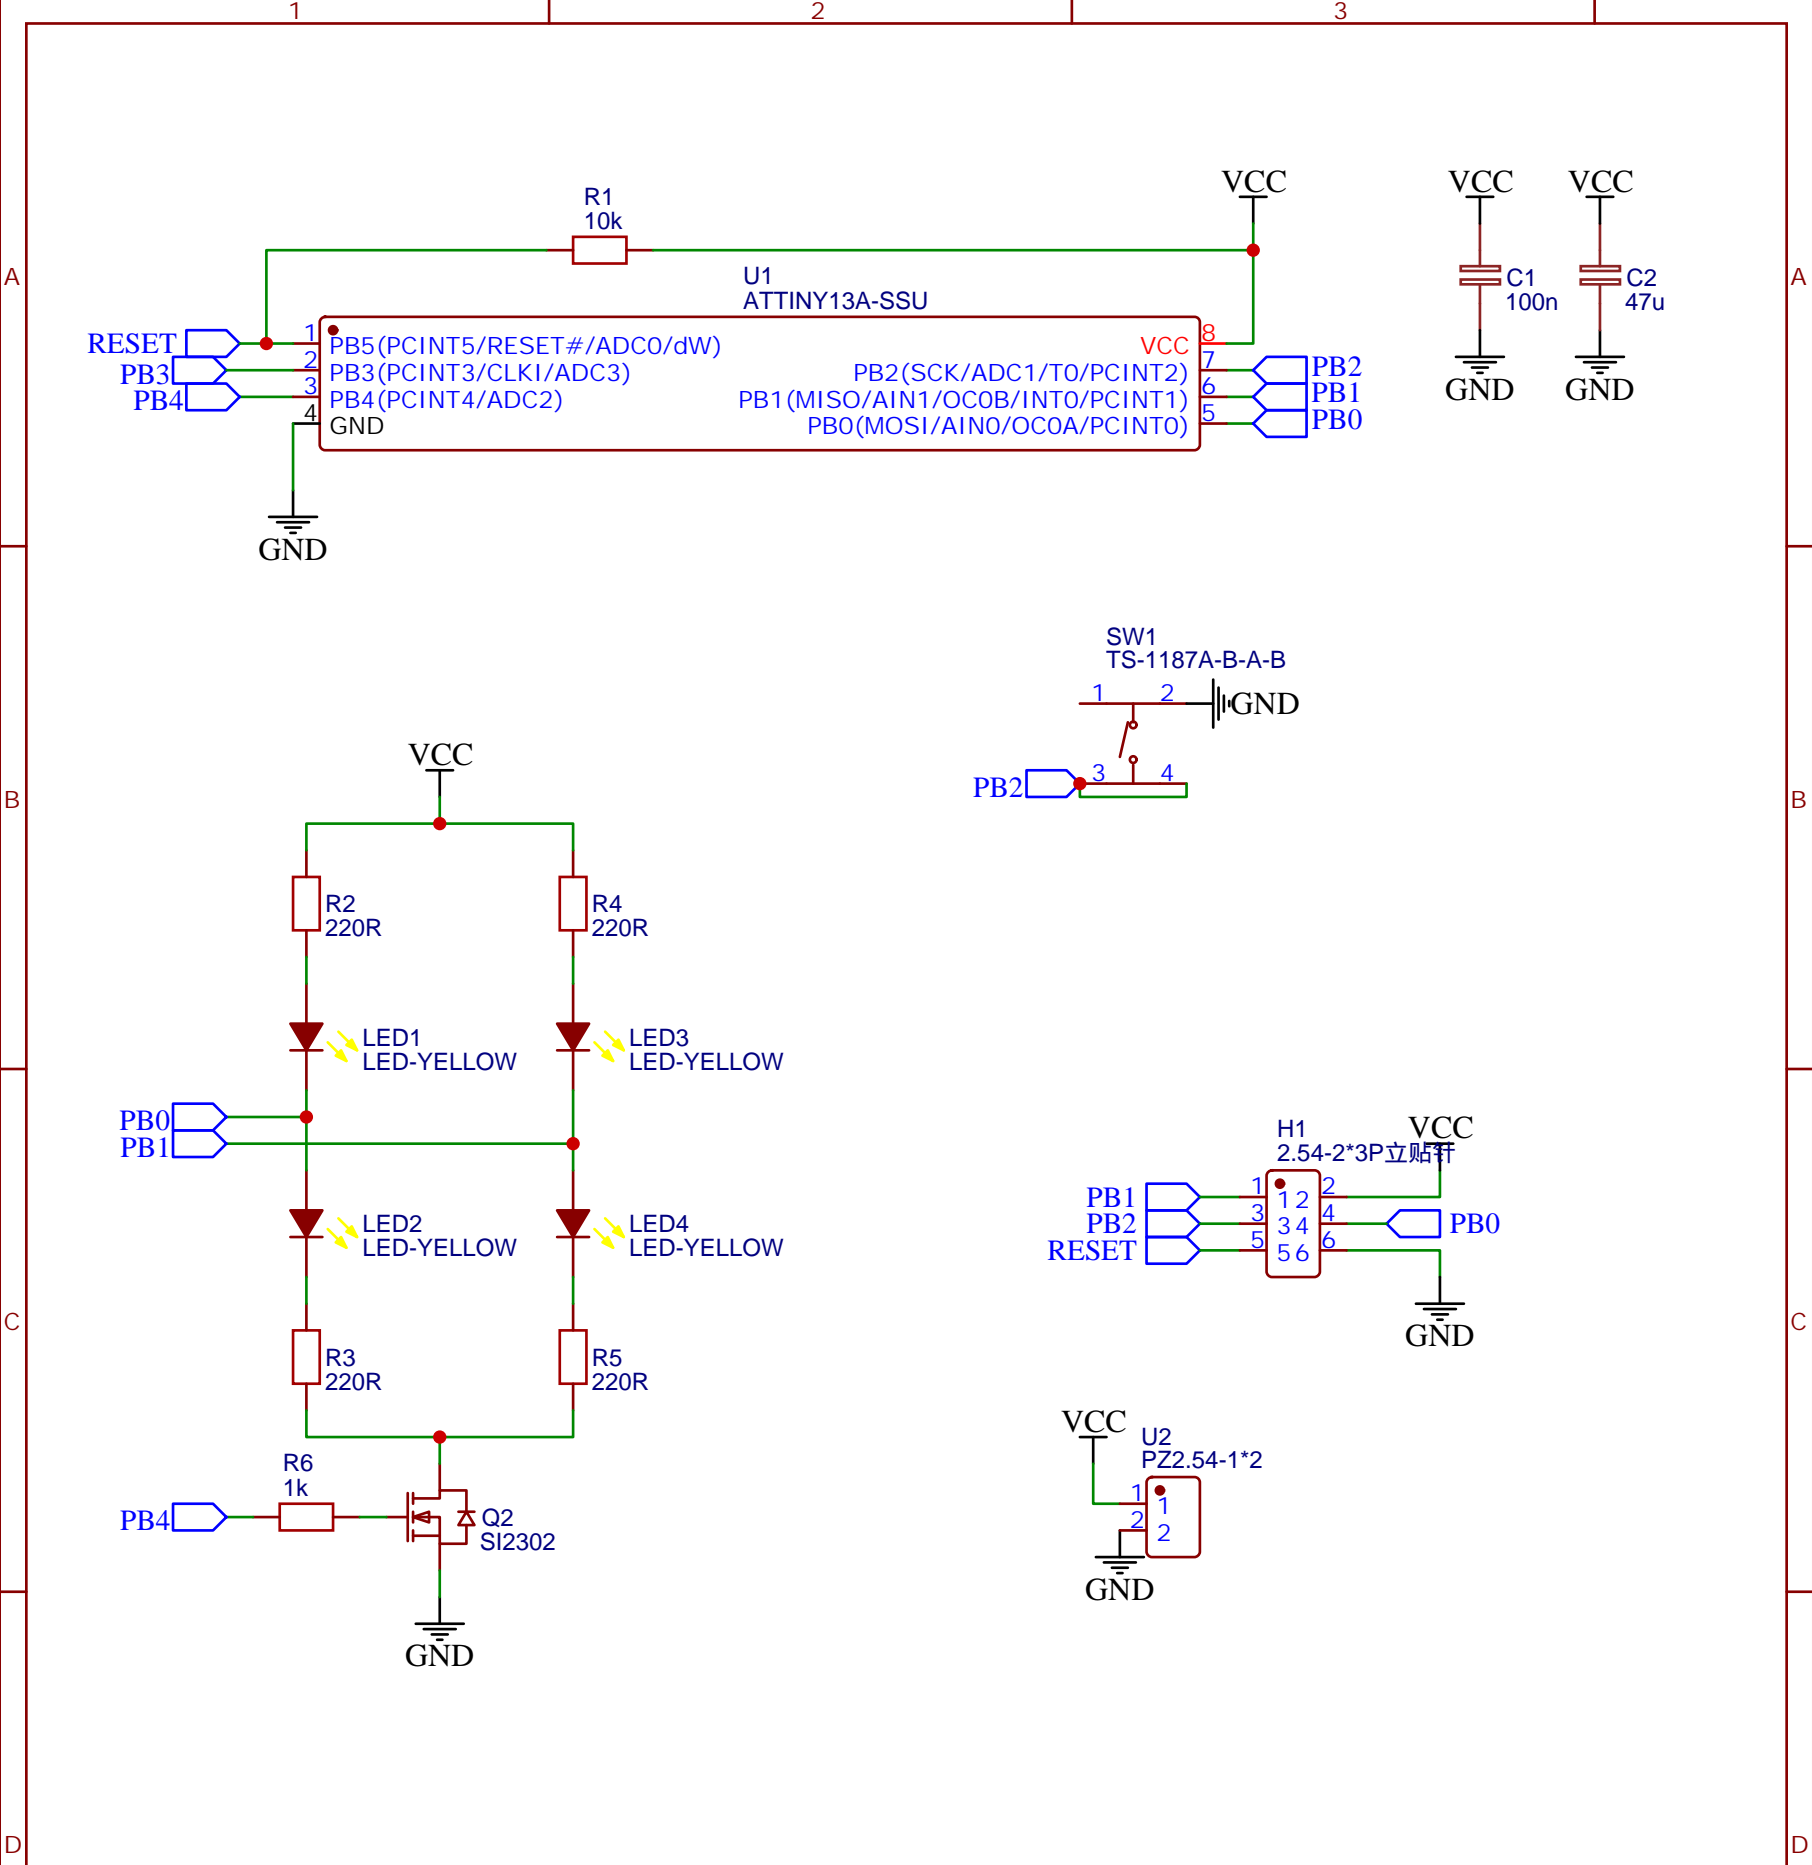 1 2 3
A A
B B
C C
D D
R1
10k
VCC
VCC
VCC
U1
ATTINY13A-SSU
C1
100n
C2
47u
GND
GND
RESET
PB3
PB4
1
2
3
4
PB5(PCINT5/RESET#/ADC0/dW)
PB3(PCINT3/CLKI/ADC3)
PB4(PCINT4/ADC2)
GND
VCC
PB2(SCK/ADC1/T0/PCINT2)
PB1(MISO/AIN1/OC0B/INT0/PCINT1)
PB0(MOSI/AIN0/OC0A/PCINT0)
8
7
6
5
PB2
PB1
PB0
GND
SW1
TS-1187A-B-A-B
1 2
GND
PB2
3 4
VCC
R2
220R
R4
220R
LED1
LED-YELLOW
LED3
LED-YELLOW
PB0
PB1
LED2
LED-YELLOW
LED4
LED-YELLOW
R3
220R
R5
220R
R6
1k
PB4
Q2
SI2302
GND
H1
2.54-2*3P立贴针
VCC
PB1
PB2
RESET
1
3
5
1 2
3 4
5 6
2
4
6
PB0
GND
VCC
U2
PZ2.54-1*2
1
2
1
2
GND